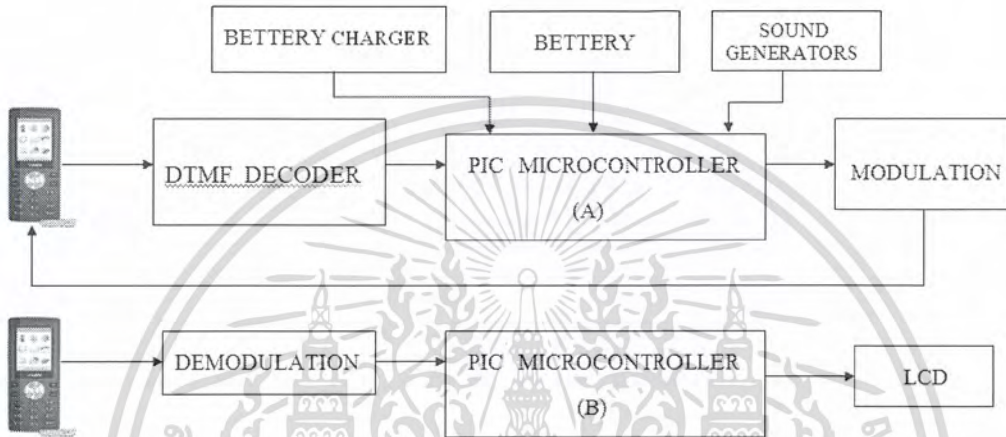 BETTERY CHARGER
BETTERY
SOUND
GENERATORS
DTMF DECODER
PIC MICROCONTROLLER
(A)
MODULATION
DEMODULATION
PIC MICROCONTROLLER
(B)
LCD